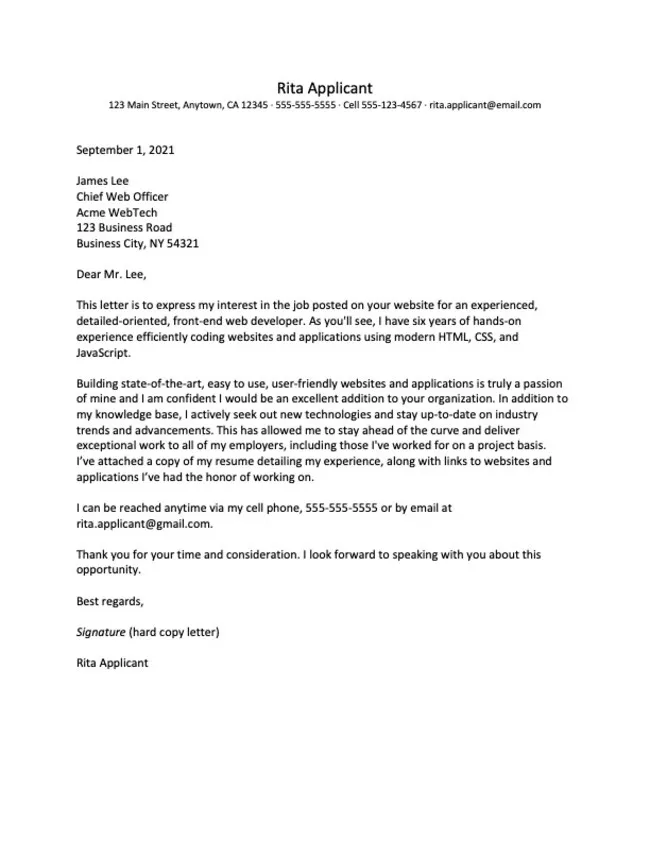 Rita Applicant
123 Main Street, Anytown, CA 12345 · 555-555-5555 · Cell 555-123-4567 · rita.applicant@email.com
September 1, 2021
James Lee
Chief Web Officer
Acme WebTech
123 Business Road
Business City, NY 54321
Dear Mr. Lee,
This letter is to express my interest in the job posted on your website for an experienced,
detailed-oriented, front-end web developer. As you'll see, I have six years of hands-on
experience efficiently coding websites and applications using modern HTML, CSS, and
JavaScript.
Building state-of-the-art, easy to use, user-friendly websites and applications is truly a passion
of mine and I am confident I would be an excellent addition to your organization. In addition to
my knowledge base, I actively seek out new technologies and stay up-to-date on industry
trends and advancements. This has allowed me to stay ahead of the curve and deliver
exceptional work to all of my employers, including those I've worked for on a project basis.
I’ve attached a copy of my resume detailing my experience, along with links to websites and
applications I’ve had the honor of working on.
I can be reached anytime via my cell phone, 555-555-5555 or by email at
rita.applicant@gmail.com.
Thank you for your time and consideration. I look forward to speaking with you about this
opportunity.
Best regards,
Signature (hard copy letter)
Rita Applicant